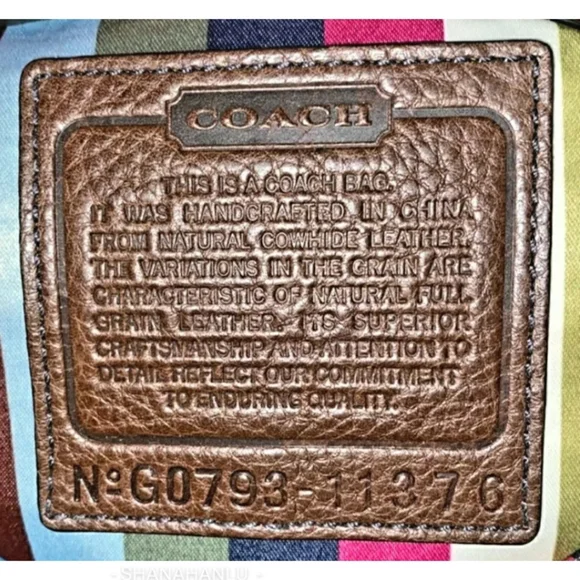 COACH
THIS IS A COACH BAG.
IT WAS HANDCRAFTED IN CHINA
FROM NATURAL COWHIDE LEATHER.
THE VARIATIONS IN THE GRAIN ARE
CHARACTERISTIC OF NATURAL FULL
GRAIN LEATHER. ITS SUPERIOR
CRAFTSMANSHIP AND ATTENTION TO
DETAIL REFLECT OUR COMMITMENT
TO ENDURING QUALITY.
Nº G0793-11376